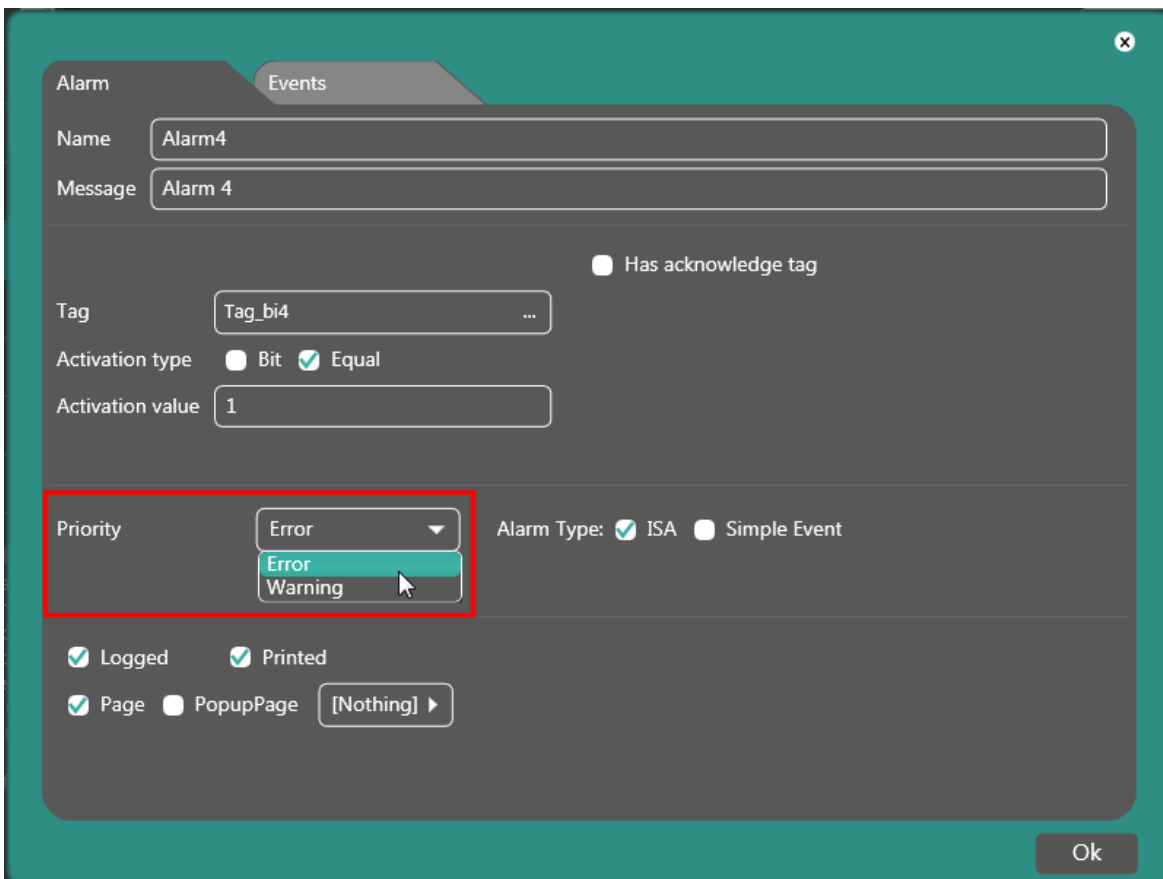 Alarm Events
Name Alarm4
Message Alarm 4
Has acknowledge tag
Tag Tag_bi4 ...
Activation type Bit Equal
Activation value 1
Priority Error Alarm Type: ISA Simple Event
Error
Warning
Logged Printed
Page PopupPage [Nothing]
Ok